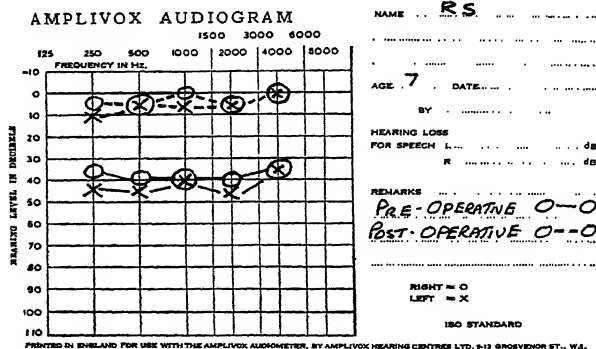 AMPLIVOX AUDIOGRAM
1500 3000 6000
125 250 500 1000 2000 4000 8000
FREQUENCY IN HZ.
-10
0
10
20
30
40
50
60
70
80
90
100
110
HEARING LEVEL IN DECIBELS
NAME RS
AGE 7 DATE
BY
HEARING LOSS
FOR SPEECH L dB
R dB
REMARKS
PRE-OPERATIVE O—O
POST-OPERATIVE O--O
RIGHT = O
LEFT = X
ISO STANDARD
PRINTED IN ENGLAND FOR USE WITH THE AMPLIVOX AUDIOMETER, BY AMPLIVOX HEARING CENTRES LTD. 9-13 GROSVENOR ST., W.1.